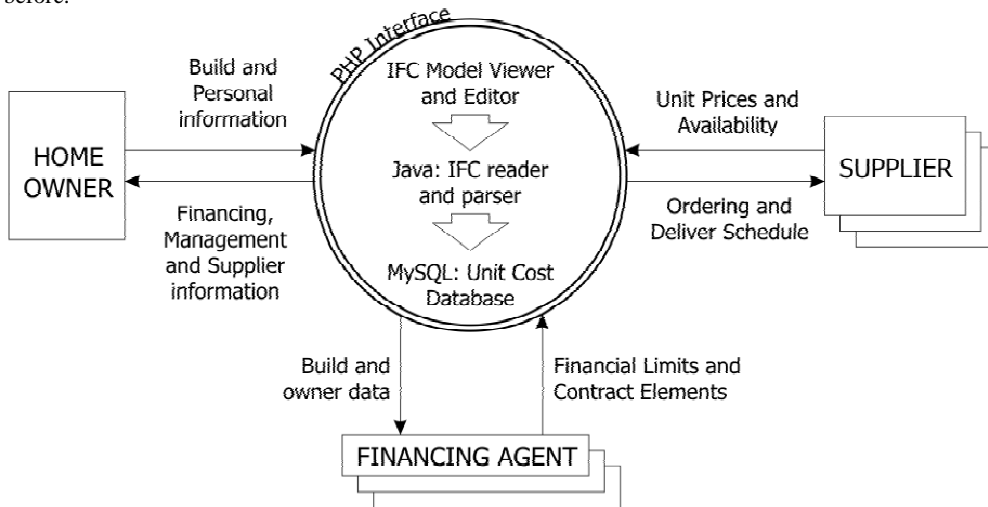 before.
PHP Interface
IFC Model Viewer
and Editor
Java: IFC reader
and parser
MySQL: Unit Cost
Database
Build and
Personal
information
HOME
OWNER
Financing,
Management
and Supplier
information
Unit Prices and
Availability
SUPPLIER
Ordering and
Deliver Schedule
Build and
owner data
Financial Limits and
Contract Elements
FINANCING AGENT